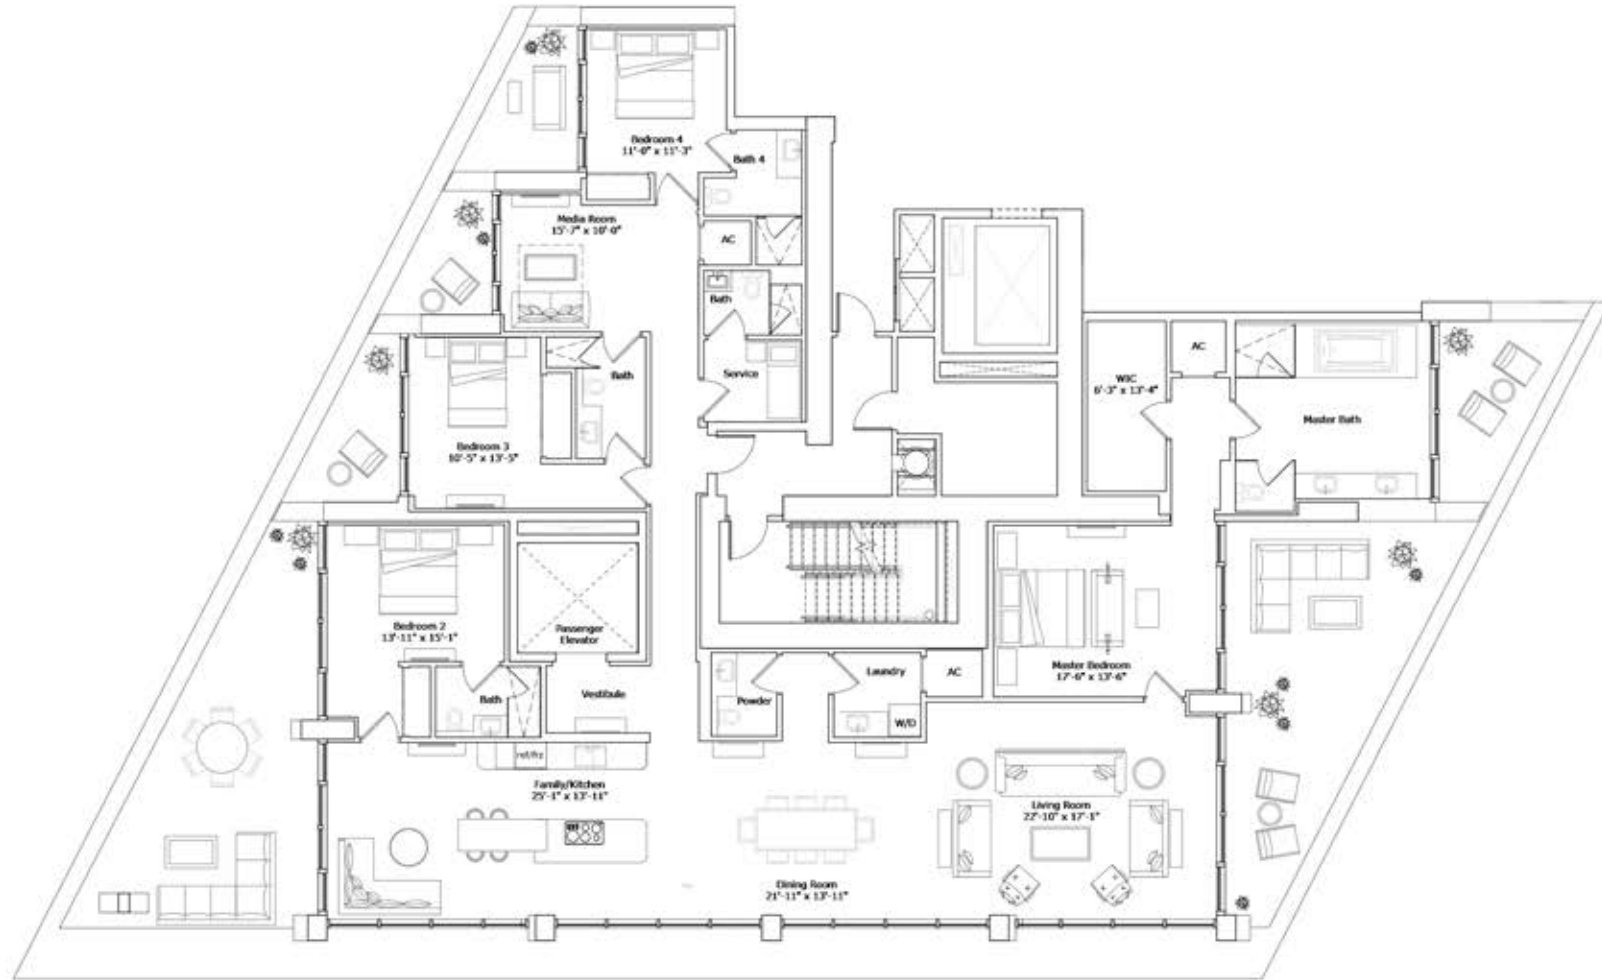 Bedroom 4
11'-0" x 11'-3"
Bath 4
Media Room
15'-7" x 10'-0"
AC
Bath
Service
Bath
Bedroom 3
10'-5" x 13'-5"
WIC
6'-3" x 13'-4"
AC
Master Bath
Bedroom 2
13'-11" x 15'-1"
Passenger
Elevator
Bath
Vestibule
Powder
Laundry
W/D
AC
Master Bedroom
17'-6" x 13'-6"
ref/frz
Family/Kitchen
25'-1" x 13'-11"
Living Room
22'-10" x 17'-1"
Dining Room
21'-11" x 13'-11"